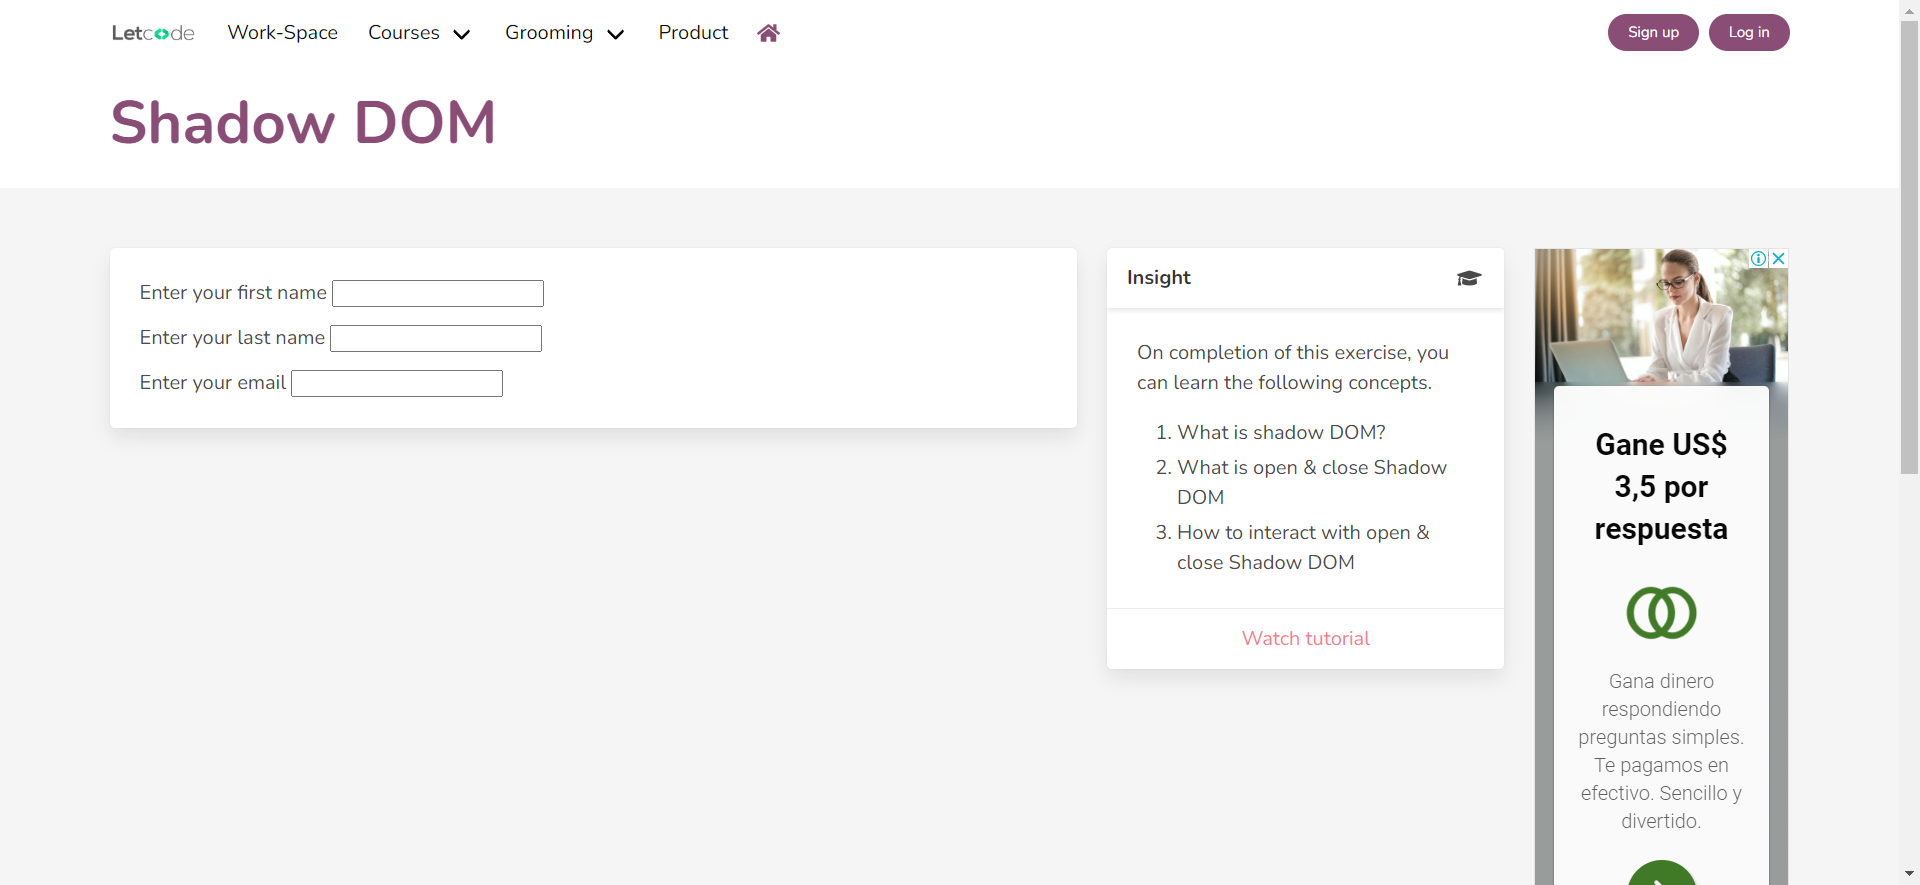 Letcode
Work-Space
Courses
Grooming
Product
Sign up
Log in
Shadow DOM
Enter your first name
Enter your last name
Enter your email
Insight
On completion of this exercise, you
can learn the following concepts.
1. What is shadow DOM?
2. What is open & close Shadow
DOM
3. How to interact with open &
close Shadow DOM
Watch tutorial
Gane US$
3,5 por
respuesta
Gana dinero
respondiendo
preguntas simples.
Te pagamos en
efectivo. Sencillo y
divertido.